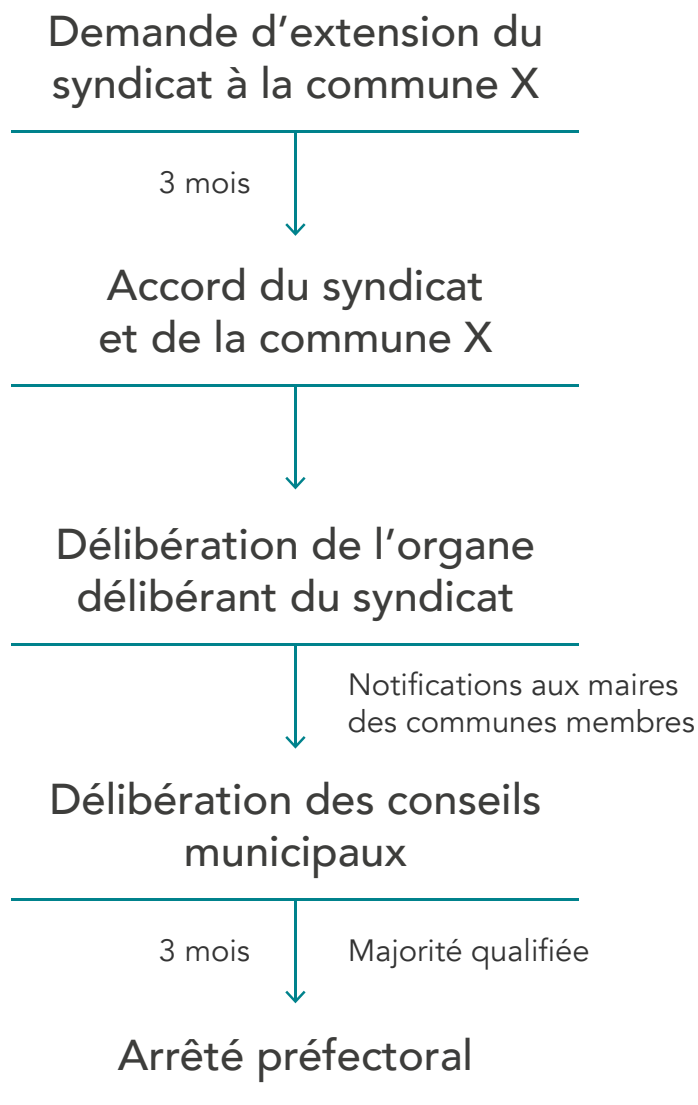 Demande d’extension du
syndicat à la commune X
3 mois
Accord du syndicat
et de la commune X
Délibération de l’organe
délibérant du syndicat
Notifications aux maires
des communes membres
Délibération des conseils
municipaux
3 mois
Majorité qualifiée
Arrêté préfectoral